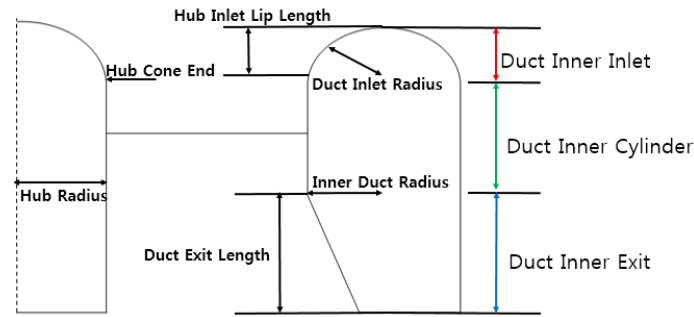 Hub Inlet Lip Length
Duct Inner Inlet
Hub Cone End
Duct Inlet Radius
Duct Inner Cylinder
Inner Duct Radius
Hub Radius
Duct Exit Length
Duct Inner Exit